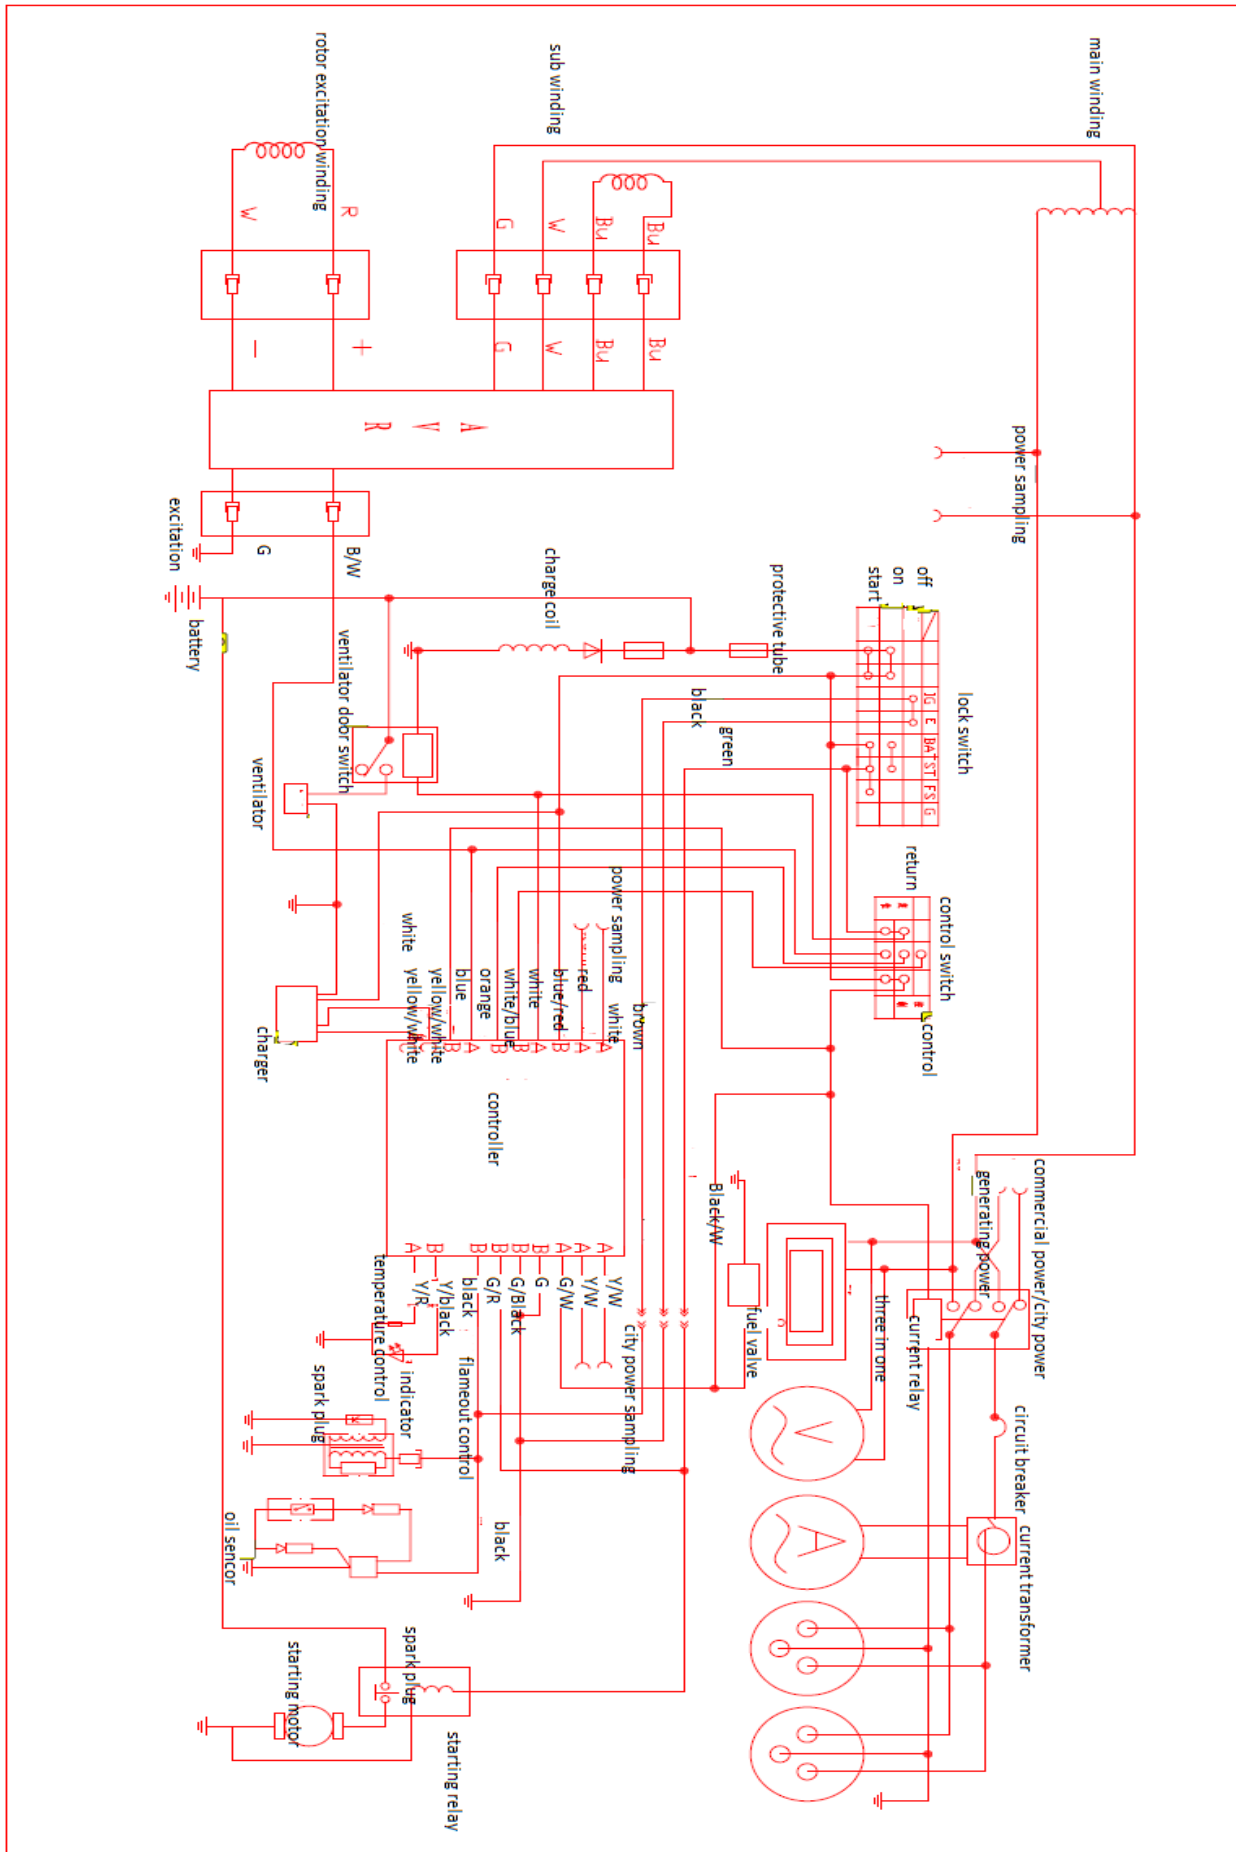 rotor excitation winding
sub winding
main winding
W
R
G
W
Bu
Bu
-
+
G
W
Bu
Bu
A V R
power sampling
excitation
G
B/W
battery
ventilator door switch
ventilator
charge coil
protective tube
off
on
start
lock switch
IG
E
BAT
ST
FS
G
black
green
return
control switch
control
charger
white
yellow/white
yellow/white
blue
orange
white/blue
white
blue/red
red
power sampling
white
brown
B
A
B
B
A
B
A
A
controller
A
B
B
B
B
B
A
A
A
Y/R
Y/black
black
G/R
G/Black
G
G/W
Y/W
Y/W
temperature control
indicator
flameout control
spark plug
oil sencor
black
city power sampling
Black/W
fuel valve
three in one
generating power
commercial power/city power
current relay
circuit breaker
current transformer
V
A
spark plug
starting motor
starting relay